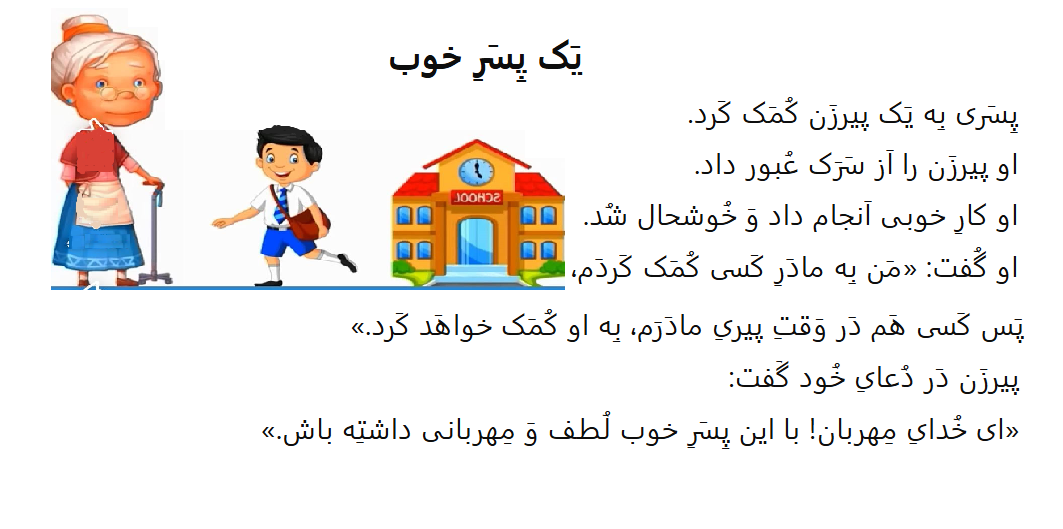 یَک پِسَرِ خوب
پِسَری بِه یَک پیرزَن کُمَک کَرد.
او پیرزَن را اَز سَرَک عُبور داد.
SCHOOL
او کارِ خوبی اَنجام داد وَ خُوشحال شُد.
او گُفت: «مَن بِه مادَرِ کَسی کُمَک کَردَم،
پَس کَسی هَم دَر وَقتِ پیریِ مادَرَم، بِه او کُمَک خواهَد کَرد.»
پیرزَن دَر دُعایِ خُود گُفت:
«ای خُدایِ مِهربان! با این پِسَرِ خوب لُطف وَ مِهربانی داشتِه باش.»